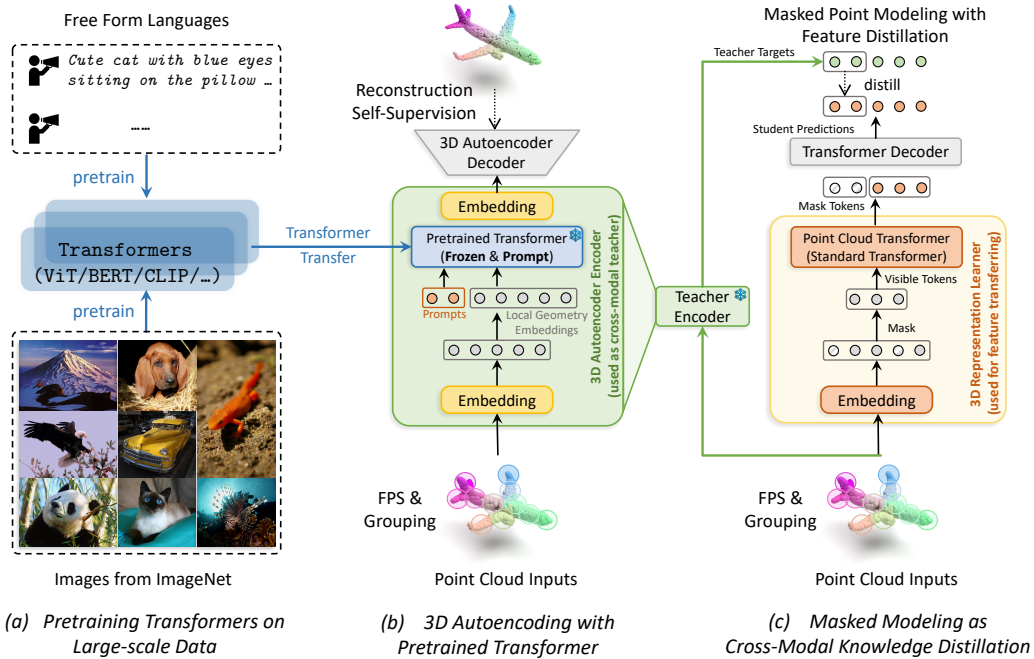 Free Form Languages
Cute cat with blue eyes
sitting on the pillow …
……
pretrain
Transformers
(ViT/BERT/CLIP/…)
pretrain
Images from ImageNet
(a) Pretraining Transformers on
Large-scale Data
Transformer
Transfer
Reconstruction
Self-Supervision
3D Autoencoder
Decoder
Embedding
Pretrained Transformer
(Frozen & Prompt)
Prompts
Local Geometry
Embeddings
Embedding
3D Autoencoder Encoder
(used as cross-modal teacher)
FPS &
Grouping
Point Cloud Inputs
(b) 3D Autoencoding with
Pretrained Transformer
Teacher
Encoder
Masked Point Modeling with
Feature Distillation
Teacher Targets
distill
Student Predictions
Transformer Decoder
Mask Tokens
Point Cloud Transformer
(Standard Transformer)
Visible Tokens
Mask
Embedding
3D Representation Learner
(used for feature transferring)
FPS &
Grouping
Point Cloud Inputs
(c) Masked Modeling as
Cross-Modal Knowledge Distillation